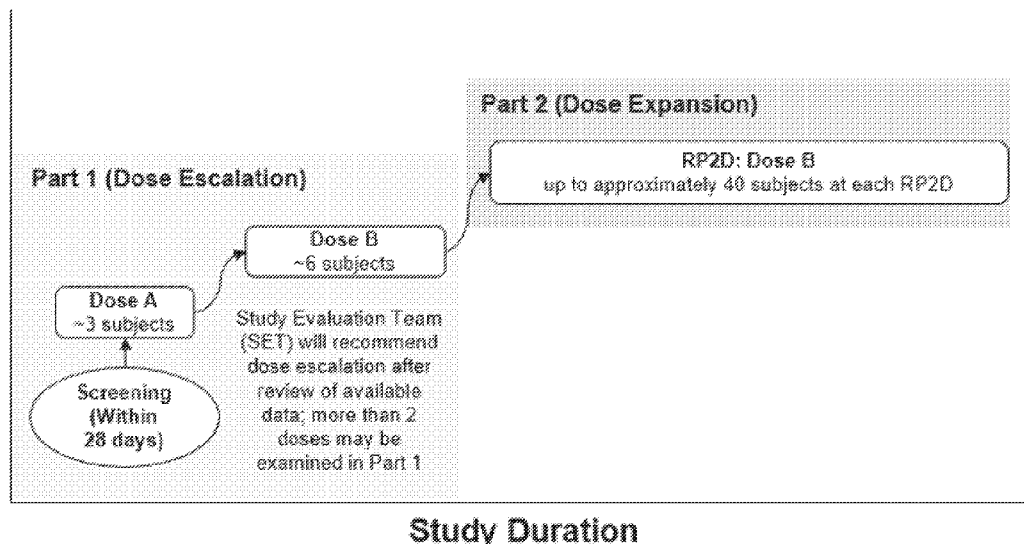 Part 2 (Dose Expansion)
RP2D: Dose B
up to approximately 40 subjects at each RP2D
Part 1 (Dose Escalation)
Dose B
~6 subjects
Dose A
~3 subjects
Study Evaluation Team
(SET) will recommend
dose escalation after
review of available
data; more than 2
doses may be
examined in Part 1
Screening
(Within
28 days)
Study Duration